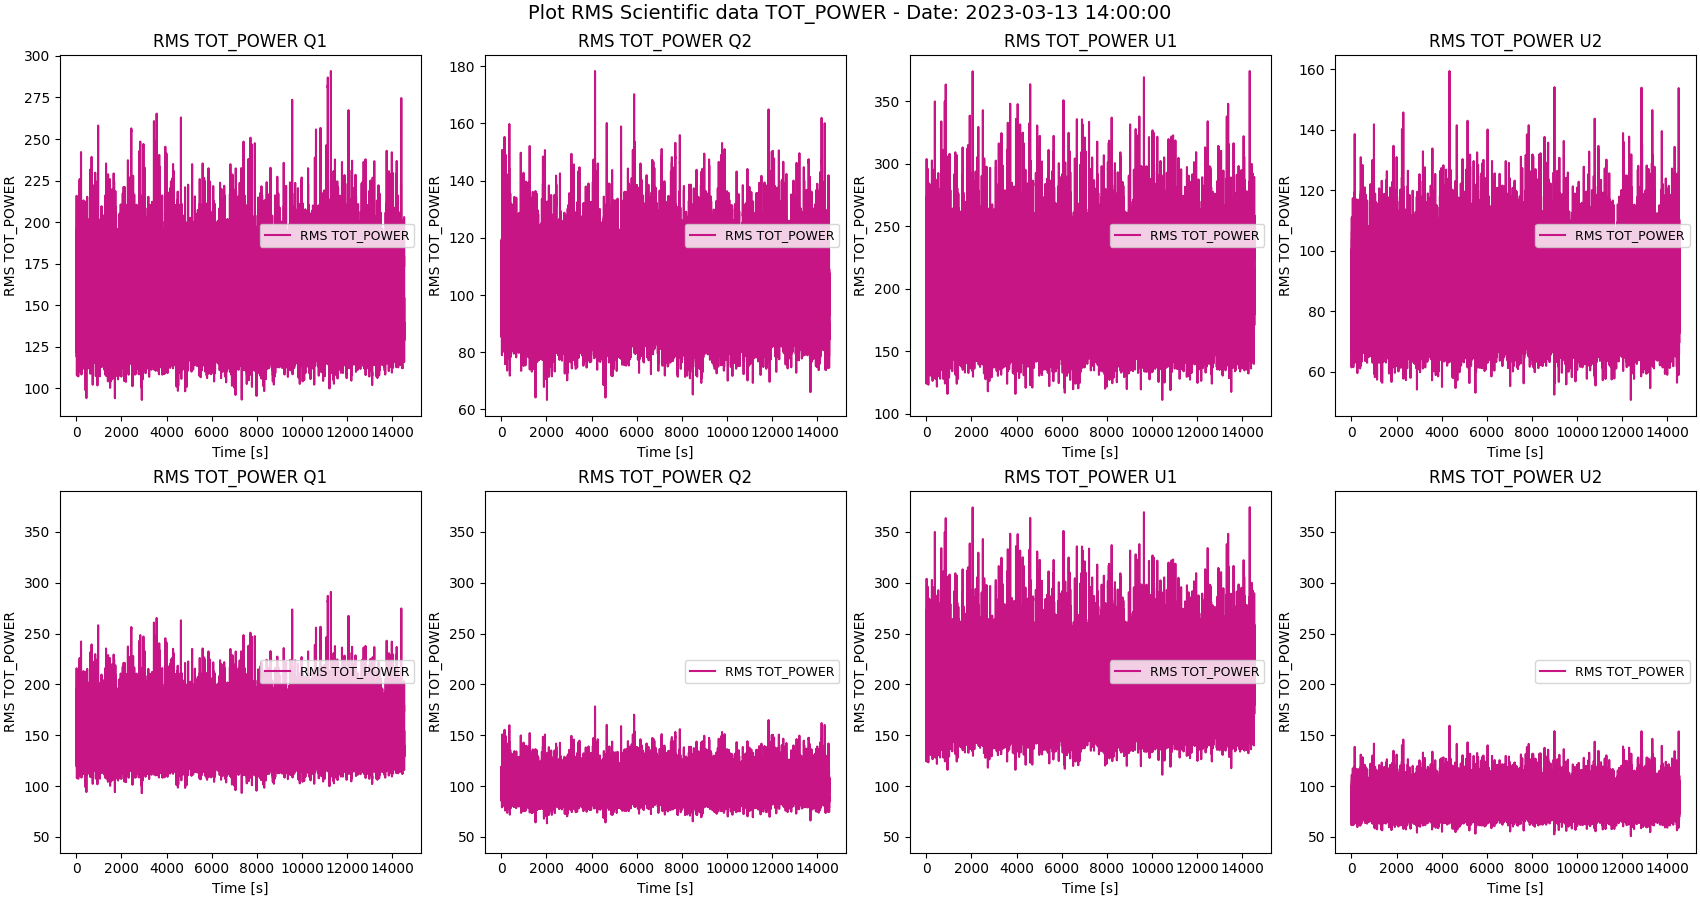 Plot RMS Scientific data TOT_POWER - Date: 2023-03-13 14:00:00
RMS TOT_POWER Q1
RMS TOT_POWER
300
275
250
225
200
175
150
125
100
RMS TOT_POWER
0 2000 4000 6000 8000 10000 12000 14000
Time [s]
RMS TOT_POWER Q2
RMS TOT_POWER
180
160
140
120
100
80
60
RMS TOT_POWER
0 2000 4000 6000 8000 10000 12000 14000
Time [s]
RMS TOT_POWER U1
RMS TOT_POWER
350
300
250
200
150
100
RMS TOT_POWER
0 2000 4000 6000 8000 10000 12000 14000
Time [s]
RMS TOT_POWER U2
RMS TOT_POWER
160
140
120
100
80
60
RMS TOT_POWER
0 2000 4000 6000 8000 10000 12000 14000
Time [s]
RMS TOT_POWER Q1
RMS TOT_POWER
350
300
250
200
150
100
50
RMS TOT_POWER
0 2000 4000 6000 8000 10000 12000 14000
Time [s]
RMS TOT_POWER Q2
RMS TOT_POWER
350
300
250
200
150
100
50
RMS TOT_POWER
0 2000 4000 6000 8000 10000 12000 14000
Time [s]
RMS TOT_POWER U1
RMS TOT_POWER
350
300
250
200
150
100
50
RMS TOT_POWER
0 2000 4000 6000 8000 10000 12000 14000
Time [s]
RMS TOT_POWER U2
RMS TOT_POWER
350
300
250
200
150
100
50
RMS TOT_POWER
0 2000 4000 6000 8000 10000 12000 14000
Time [s]